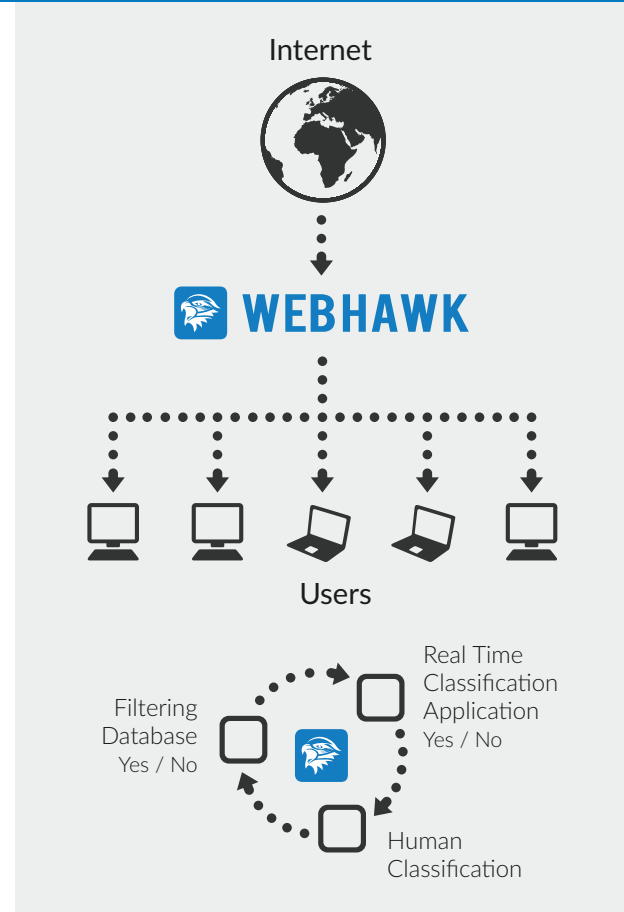 Internet
WEBHAWK
Users
Real Time
Classification
Application
Yes / No
Filtering
Database
Yes / No
Human
Classification